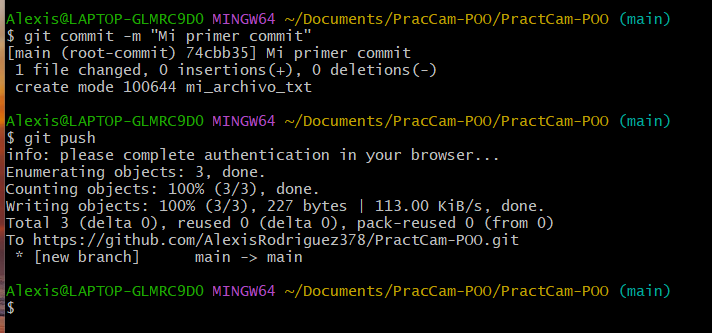 Alexis@LAPTOP-GLMRC9DO MINGW64 ~/Documents/PracCam-POO/PractCam-POO (main)
$ git commit -m "Mi primer commit"
[main (root-commit) 74cbb35] Mi primer commit
 1 file changed, 0 insertions(+), 0 deletions(-)
 create mode 100644 mi_archivo_txt
Alexis@LAPTOP-GLMRC9DO MINGW64 ~/Documents/PracCam-POO/PractCam-POO (main)
$ git push
info: please complete authentication in your browser...
Enumerating objects: 3, done.
Counting objects: 100% (3/3), done.
Writing objects: 100% (3/3), 227 bytes | 113.00 KiB/s, done.
Total 3 (delta 0), reused 0 (delta 0), pack-reused 0 (from 0)
To https://github.com/AlexisRodriguez378/PractCam-POO.git
 * [new branch]      main -> main
Alexis@LAPTOP-GLMRC9DO MINGW64 ~/Documents/PracCam-POO/PractCam-POO (main)
$